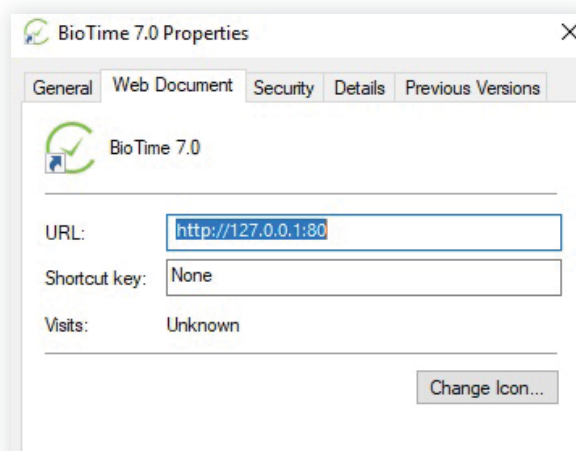 BioTime 7.0 Properties
General Web Document Security Details Previous Versions
BioTime 7.0
URL: http://127.0.0.1:80
Shortcut key: None
Visits: Unknown
Change Icon...